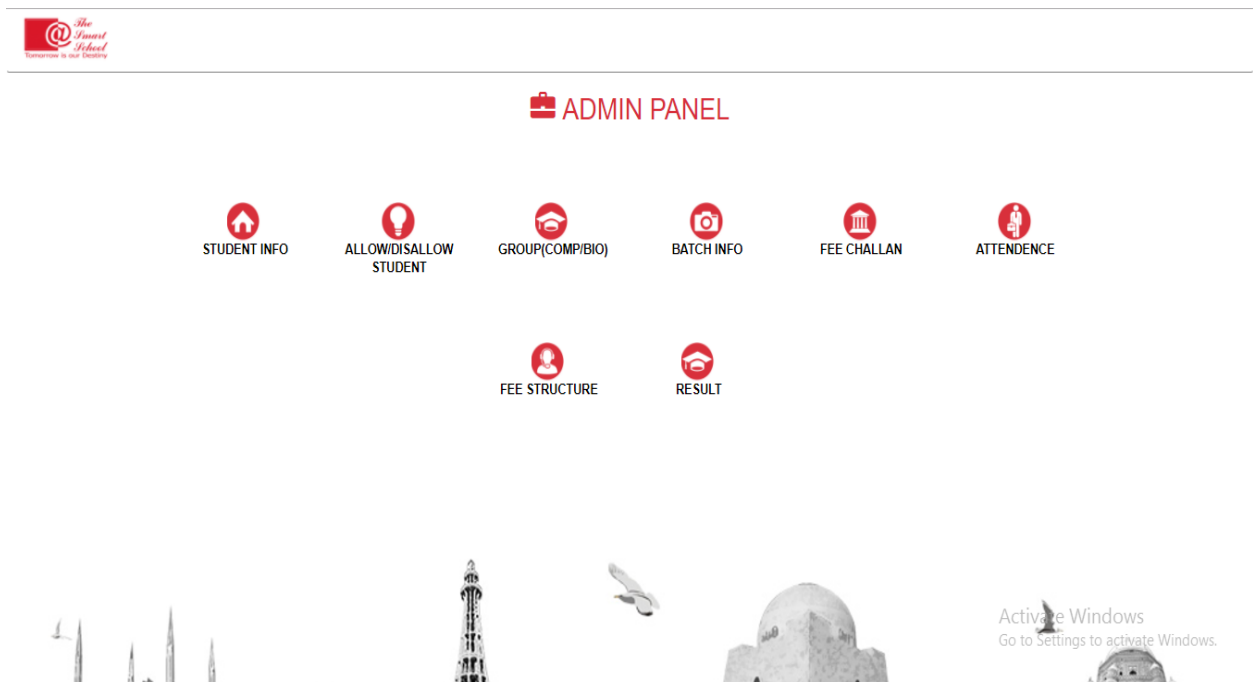 The
Smart
School
Tomorrow is our Destiny
ADMIN PANEL
STUDENT INFO
ALLOW/DISALLOW
STUDENT
GROUP(COMP/BIO)
BATCH INFO
FEE CHALLAN
ATTENDENCE
FEE STRUCTURE
RESULT
Activate Windows
Go to Settings to activate Windows.